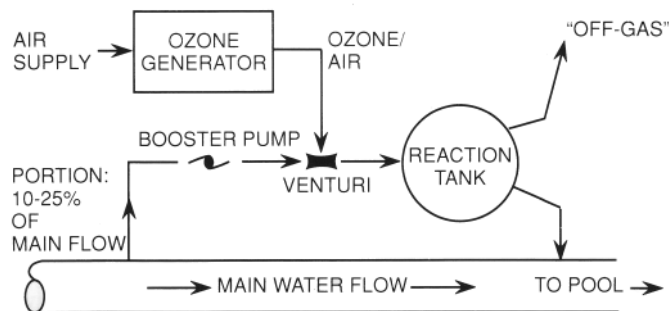 AIR
SUPPLY
OZONE
GENERATOR
OZONE/
AIR
"OFF-GAS"
BOOSTER PUMP
VENTURI
REACTION
TANK
PORTION:
10-25%
OF
MAIN FLOW
MAIN WATER FLOW
TO POOL